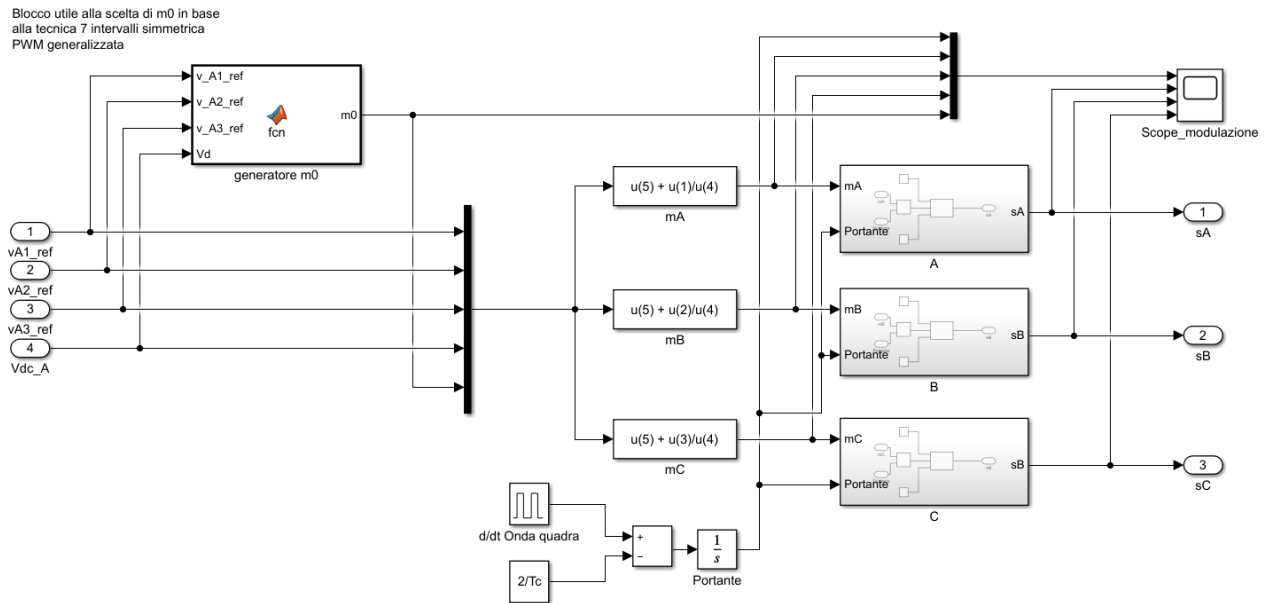 Blocco utile alla scelta di m0 in base
alla tecnica 7 intervalli simmetrica
PWM generalizzata
v_A1_ref
v_A2_ref
v_A3_ref
Vd
fcn
m0
generatore m0
Scope_modulazione
1
vA1_ref
2
vA2_ref
3
vA3_ref
4
Vdc_A
u(5) + u(1)/u(4)
mA
u(5) + u(2)/u(4)
mB
u(5) + u(3)/u(4)
mC
mA
Portante
sA
A
mB
Portante
sB
B
mC
Portante
sB
C
1
sA
2
sB
3
sC
d/dt Onda quadra
2/Tc
+
−
1
s
Portante